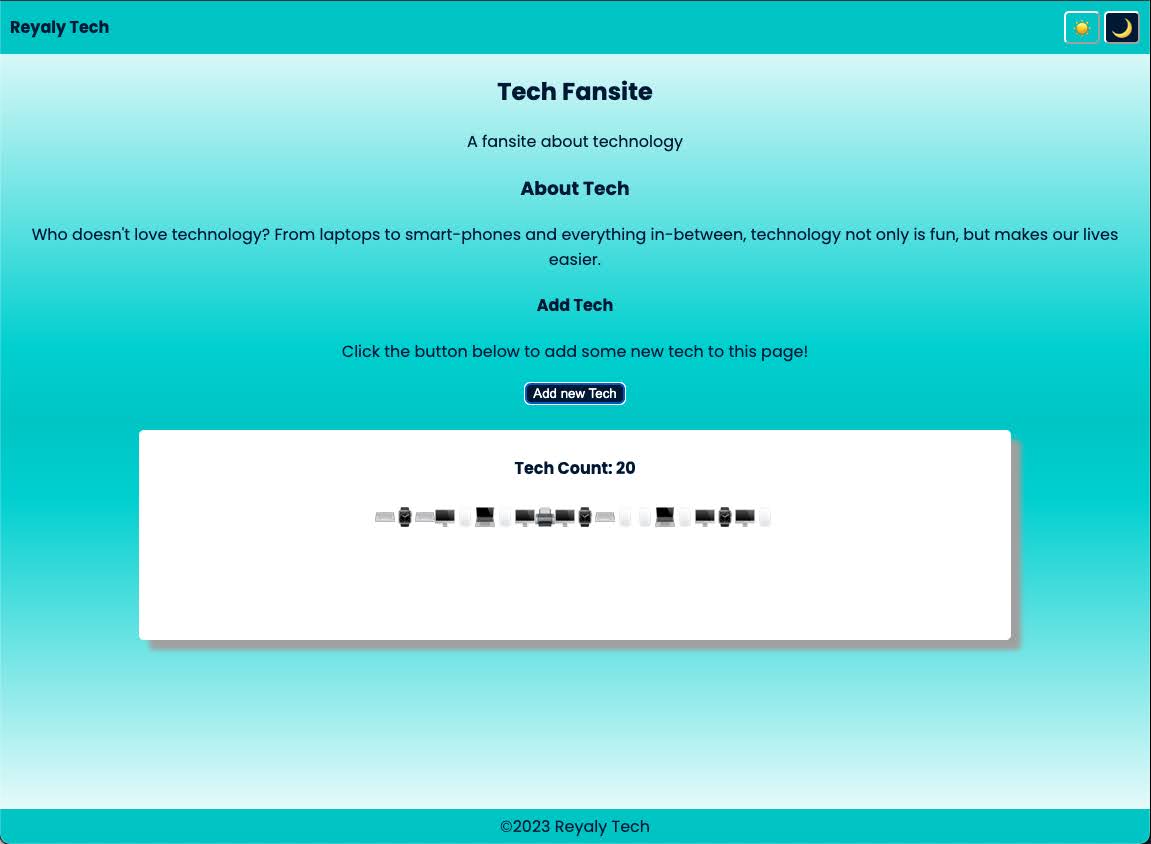 Reyaly Tech
Tech Fansite
A fansite about technology
About Tech
Who doesn't love technology? From laptops to smart-phones and everything in-between, technology not only is fun, but makes our lives
easier.
Add Tech
Click the button below to add some new tech to this page!
Add new Tech
Tech Count: 20
©2023 Reyaly Tech